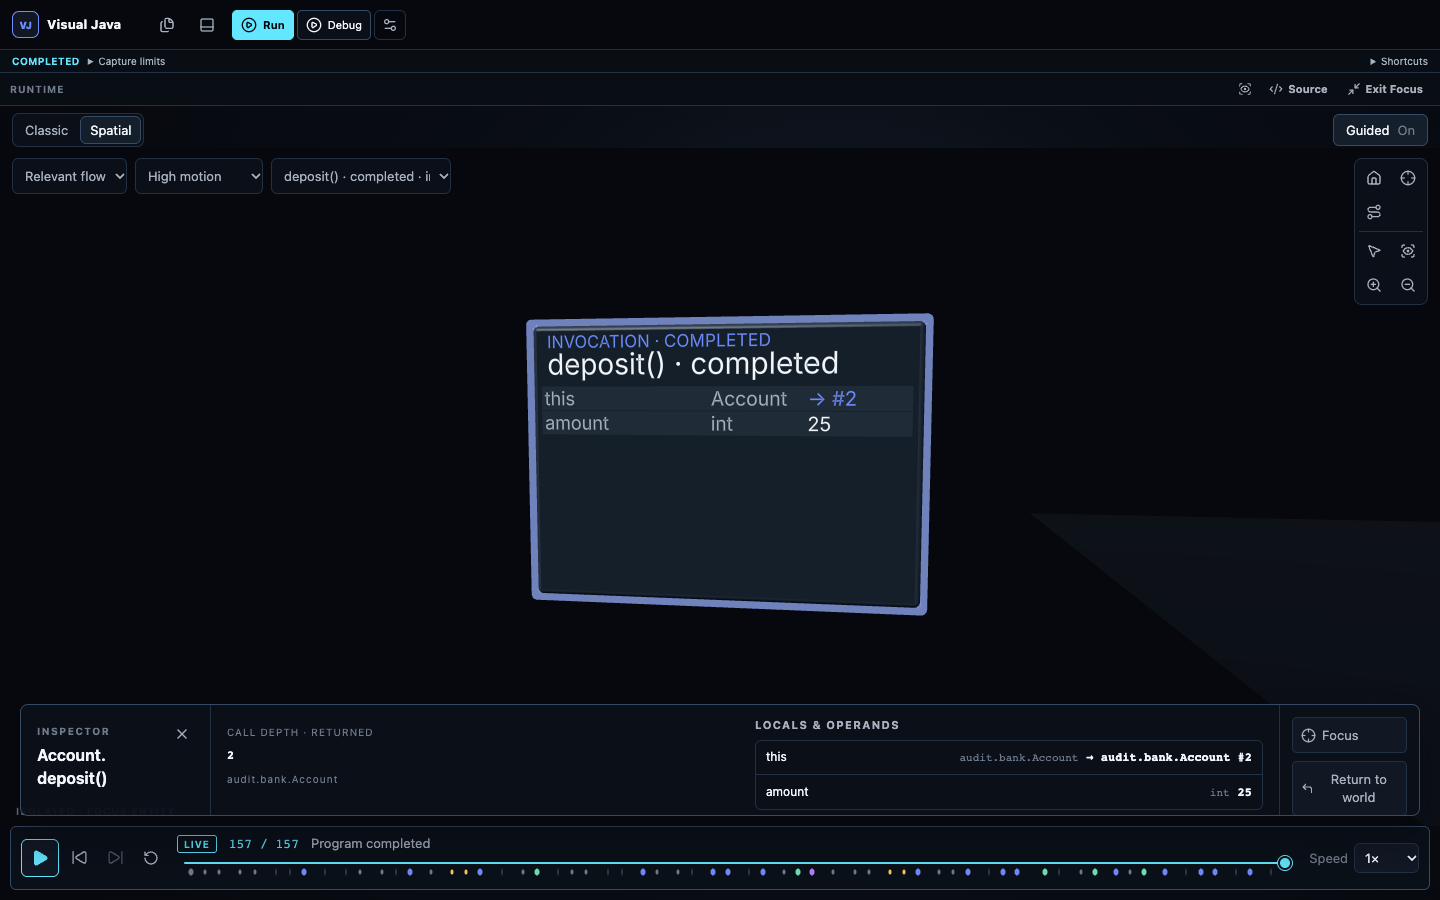 VJ Visual Java Run Debug
COMPLETED Capture limits Shortcuts
RUNTIME Source Exit Focus
Classic Spatial Guided On
Relevant flow High motion deposit() · completed · i
INVOCATION · COMPLETED
deposit() · completed
this Account → #2
amount int 25
INSPECTOR
Account.
deposit()
CALL DEPTH · RETURNED
2
audit.bank.Account
LOCALS & OPERANDS
this audit.bank.Account → audit.bank.Account #2
amount int 25
Focus
Return to
world
LIVE 157 / 157 Program completed
Speed 1×